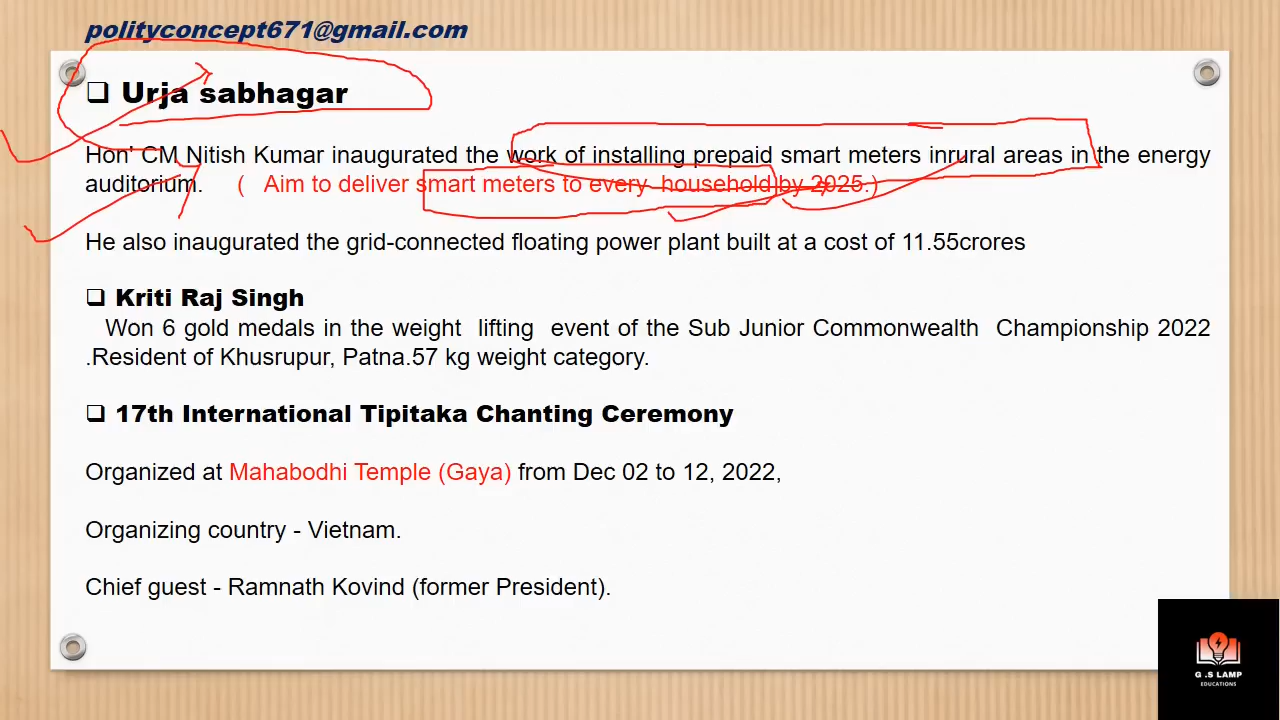 polityconcept671@gmail.com
❑ Urja sabhagar
Hon' CM Nitish Kumar inaugurated the work of installing prepaid smart meters inrural areas in the energy
auditorium. ( Aim to deliver smart meters to every household by 2025.)
He also inaugurated the grid-connected floating power plant built at a cost of 11.55crores
❑ Kriti Raj Singh
Won 6 gold medals in the weight lifting event of the Sub Junior Commonwealth Championship 2022
.Resident of Khusrupur, Patna.57 kg weight category.
❑ 17th International Tipitaka Chanting Ceremony
Organized at Mahabodhi Temple (Gaya) from Dec 02 to 12, 2022,
Organizing country - Vietnam.
Chief guest - Ramnath Kovind (former President).
G .S LAMP
EDUCATIONS